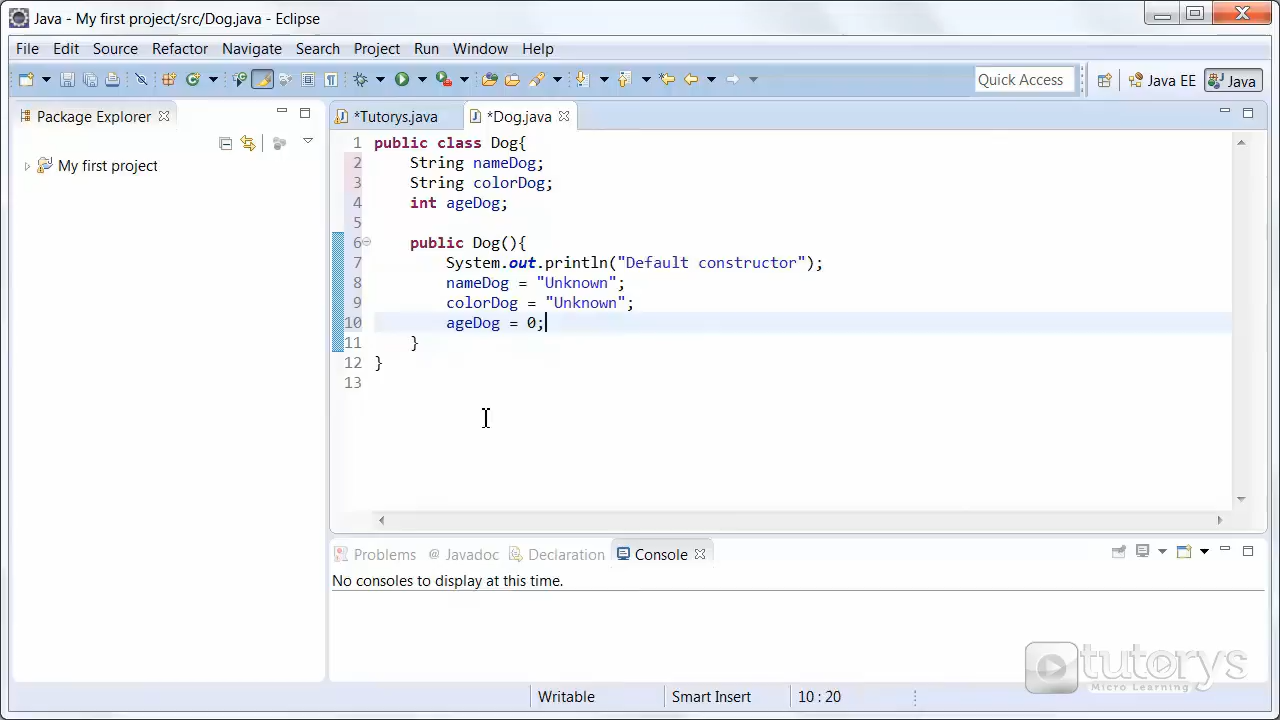 Java - My first project/src/Dog.java - Eclipse
File Edit Source Refactor Navigate Search Project Run Window Help
Quick Access Java EE Java
Package Explorer
My first project
*Tutorys.java *Dog.java
1 public class Dog{
2 String nameDog;
3 String colorDog;
4 int ageDog;
5
6 public Dog(){
7 System.out.println("Default constructor");
8 nameDog = "Unknown";
9 colorDog = "Unknown";
10 ageDog = 0;
11 }
12 }
13
Problems @ Javadoc Declaration Console
No consoles to display at this time.
tutorys
Micro Learning
Writable Smart Insert 10 : 20